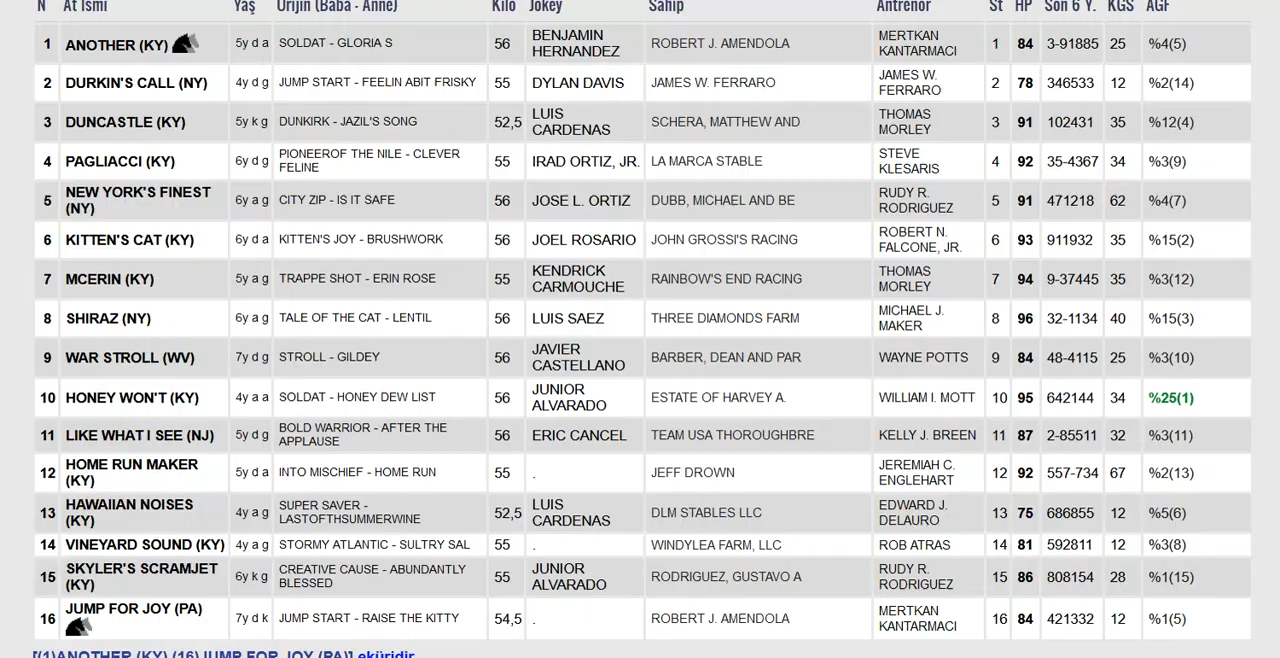 N At İsmi Yaş Orijin (Baba - Anne) Kilo Jokey Sahip Antrenör St HP Son 6 Y. KGS AGF
1 ANOTHER (KY) 5y d a SOLDAT - GLORIA S 56 BENJAMIN HERNANDEZ ROBERT J. AMENDOLA MERTKAN KANTARMACI 1 84 3-91885 25 %4(5)
2 DURKIN'S CALL (NY) 4y d g JUMP START - FEELIN ABIT FRISKY 55 DYLAN DAVIS JAMES W. FERRARO JAMES W. FERRARO 2 78 346533 12 %2(14)
3 DUNCASTLE (KY) 5y k g DUNKIRK - JAZIL'S SONG 52,5 LUIS CARDENAS SCHERA, MATTHEW AND THOMAS MORLEY 3 91 102431 35 %12(4)
4 PAGLIACCI (KY) 6y d g PIONEEROF THE NILE - CLEVER FELINE 55 IRAD ORTIZ, JR. LA MARCA STABLE STEVE KLESARIS 4 92 35-4367 34 %3(9)
5 NEW YORK'S FINEST (NY) 6y a g CITY ZIP - IS IT SAFE 56 JOSE L. ORTIZ DUBB, MICHAEL AND BE RUDY R. RODRIGUEZ 5 91 471218 62 %4(7)
6 KITTEN'S CAT (KY) 6y d a KITTEN'S JOY - BRUSHWORK 56 JOEL ROSARIO JOHN GROSSI'S RACING ROBERT N. FALCONE, JR. 6 93 911932 35 %15(2)
7 MCERIN (KY) 5y a g TRAPPE SHOT - ERIN ROSE 55 KENDRICK CARMOUCHE RAINBOW'S END RACING THOMAS MORLEY 7 94 9-37445 35 %3(12)
8 SHIRAZ (NY) 6y a g TALE OF THE CAT - LENTIL 56 LUIS SAEZ THREE DIAMONDS FARM MICHAEL J. MAKER 8 96 32-1134 40 %15(3)
9 WAR STROLL (WV) 7y d g STROLL - GILDEY 56 JAVIER CASTELLANO BARBER, DEAN AND PAR WAYNE POTTS 9 84 48-4115 25 %3(10)
10 HONEY WON'T (KY) 4y a a SOLDAT - HONEY DEW LIST 56 JUNIOR ALVARADO ESTATE OF HARVEY A. WILLIAM I. MOTT 10 95 642144 34 %25(1)
11 LIKE WHAT I SEE (NJ) 5y d g BOLD WARRIOR - AFTER THE APPLAUSE 56 ERIC CANCEL TEAM USA THOROUGHBRE KELLY J. BREEN 11 87 2-85511 32 %3(11)
12 HOME RUN MAKER (KY) 5y d a INTO MISCHIEF - HOME RUN 55 . JEFF DROWN JEREMIAH C. ENGLEHART 12 92 557-734 67 %2(13)
13 HAWAIIAN NOISES (KY) 4y a g SUPER SAVER - LASTOFTHSUMMERWINE 52,5 LUIS CARDENAS DLM STABLES LLC EDWARD J. DELAURO 13 75 686855 12 %5(6)
14 VINEYARD SOUND (KY) 4y a g STORMY ATLANTIC - SULTRY SAL 55 . WINDYLEA FARM, LLC ROB ATRAS 14 81 592811 12 %3(8)
15 SKYLER'S SCRAMJET (KY) 6y k g CREATIVE CAUSE - ABUNDANTLY BLESSED 55 JUNIOR ALVARADO RODRIGUEZ, GUSTAVO A RUDY R. RODRIGUEZ 15 86 808154 28 %1(15)
16 JUMP FOR JOY (PA) 7y d k JUMP START - RAISE THE KITTY 54,5 . ROBERT J. AMENDOLA MERTKAN KANTARMACI 16 84 421332 12 %1(5)
[(1)ANOTHER (KY) (16)JUMP FOR JOY (PA)] eküridir